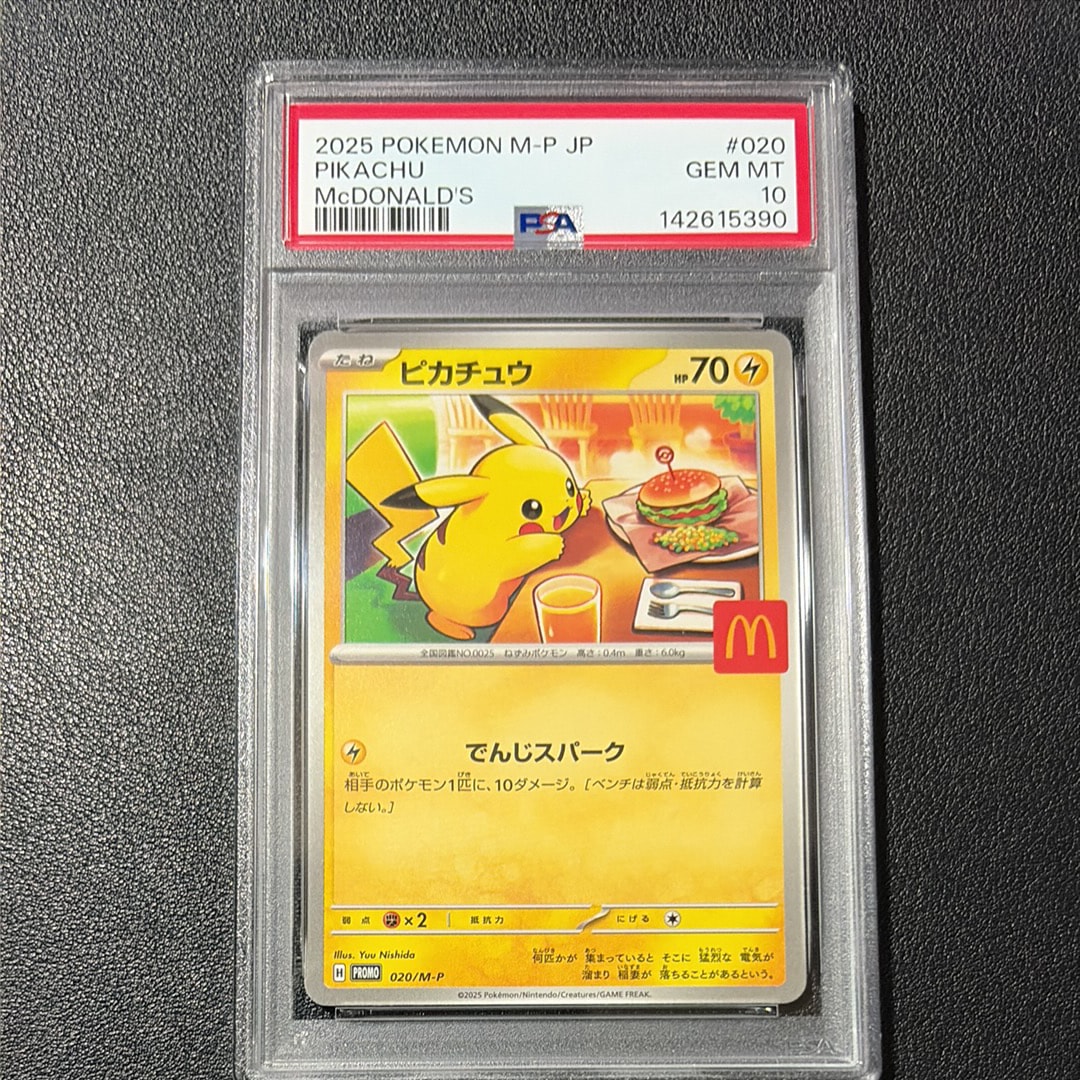 2025 POKEMON M-P JP #020
PIKACHU GEM MT
McDONALD'S 10
PSA 142615390
たね ピカチュウ HP70
全国図鑑NO.0025 ねずみポケモン 高さ:0.4m 重さ:6.0kg
でんじスパーク
相手のポケモン1匹に、10ダメージ。[ベンチは弱点・抵抗力を計算
しない。]
弱点 ×2 抵抗力 にげる
Illus. Yuu Nishida
何匹かが 集まっていると そこに 猛烈な 電気が
溜まり 稲妻が 落ちることがあるという。
H PROMO 020/M-P
©2025 Pokémon/Nintendo/Creatures/GAME FREAK.